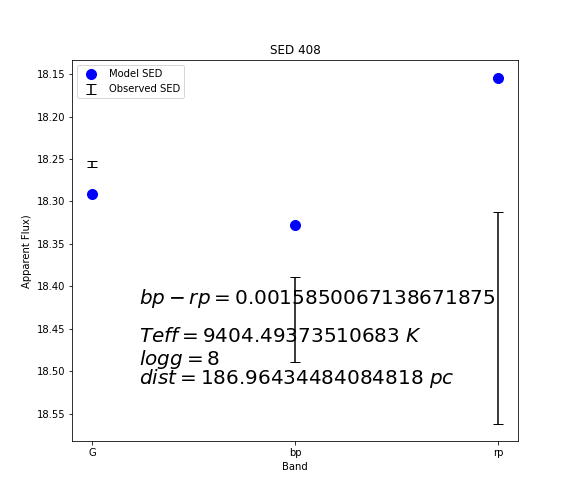 SED 408
Model SED
Observed SED
18.15
18.20
18.25
18.30
18.35
18.40
18.45
18.50
18.55
Apparent Flux)
bp − rp = 0.0015850067138671875
Teff = 9404.49373510683 K
logg = 8
dist = 186.96434484084818 pc
G
bp
rp
Band